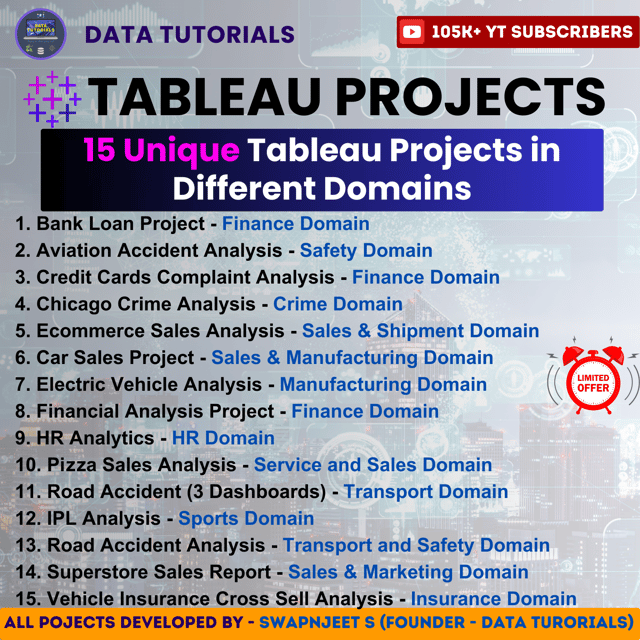 DATA TUTORIALS
DATA TUTORIALS
105K+ YT SUBSCRIBERS
TABLEAU PROJECTS
15 Unique Tableau Projects in
Different Domains
1. Bank Loan Project - Finance Domain
2. Aviation Accident Analysis - Safety Domain
3. Credit Cards Complaint Analysis - Finance Domain
4. Chicago Crime Analysis - Crime Domain
5. Ecommerce Sales Analysis - Sales & Shipment Domain
6. Car Sales Project - Sales & Manufacturing Domain
7. Electric Vehicle Analysis - Manufacturing Domain
LIMITED
OFFER
8. Financial Analysis Project - Finance Domain
9. HR Analytics - HR Domain
10. Pizza Sales Analysis - Service and Sales Domain
11. Road Accident (3 Dashboards) - Transport Domain
12. IPL Analysis - Sports Domain
13. Road Accident Analysis - Transport and Safety Domain
14. Superstore Sales Report - Sales & Marketing Domain
15. Vehicle Insurance Cross Sell Analysis - Insurance Domain
ALL POJECTS DEVELOPED BY - SWAPNJEET S (FOUNDER - DATA TURORIALS)